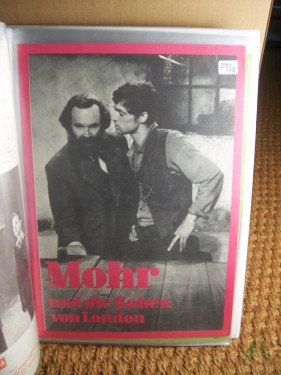 Mohr
und die Raben
von London